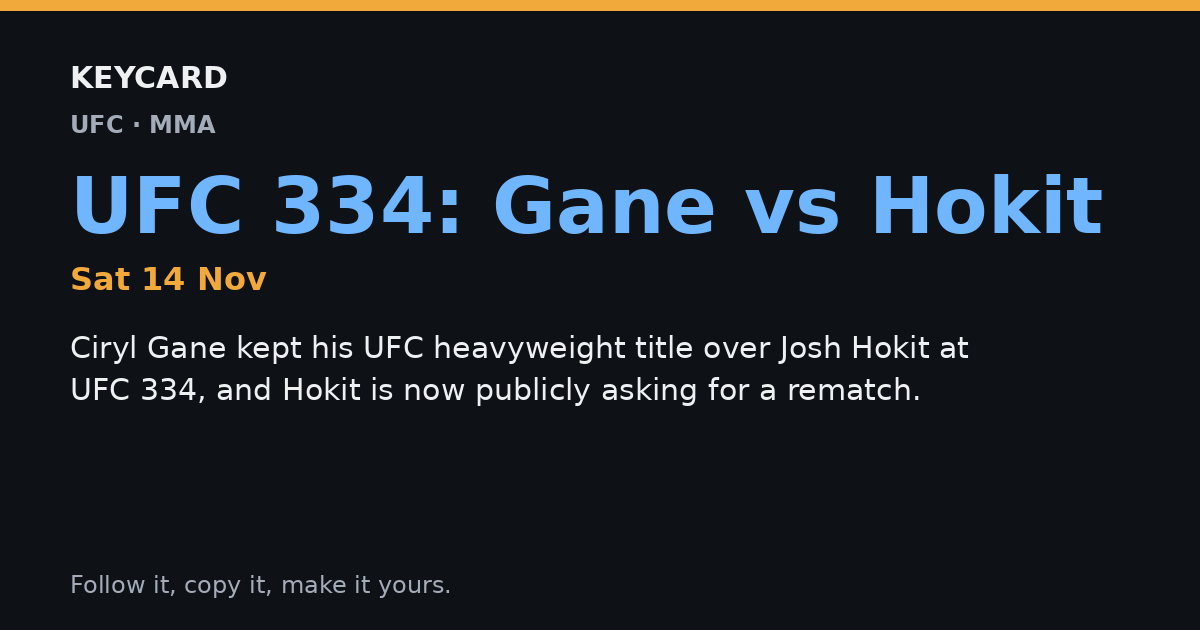 KEYCARD
UFC · MMA
UFC 334: Gane vs Hokit
Sat 14 Nov
Ciryl Gane kept his UFC heavyweight title over Josh Hokit at
UFC 334, and Hokit is now publicly asking for a rematch.
Follow it, copy it, make it yours.